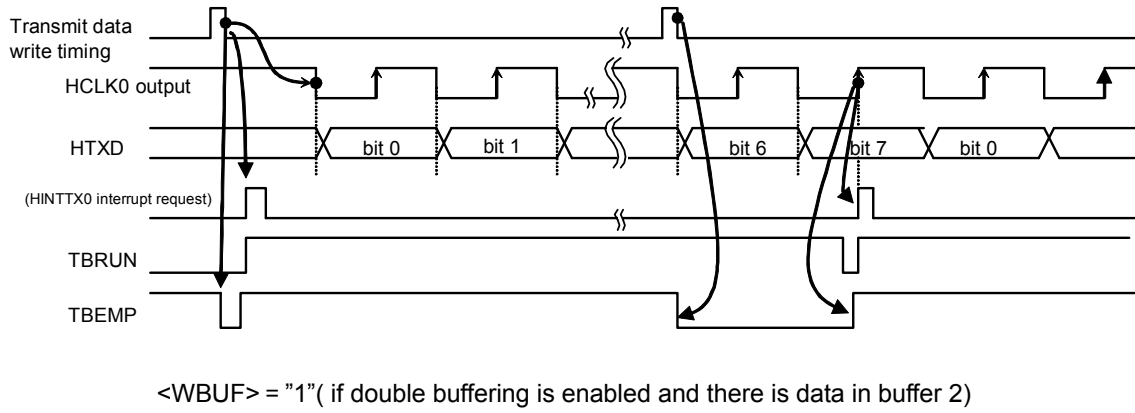 Transmit data
write timing
HCLK0 output
HTXD
bit 0
bit 1
bit 6
bit 7
bit 0
(HINTTX0 interrupt request)
TBRUN
TBEMP
<WBUF> = ”1”( if double buffering is enabled and there is data in buffer 2)